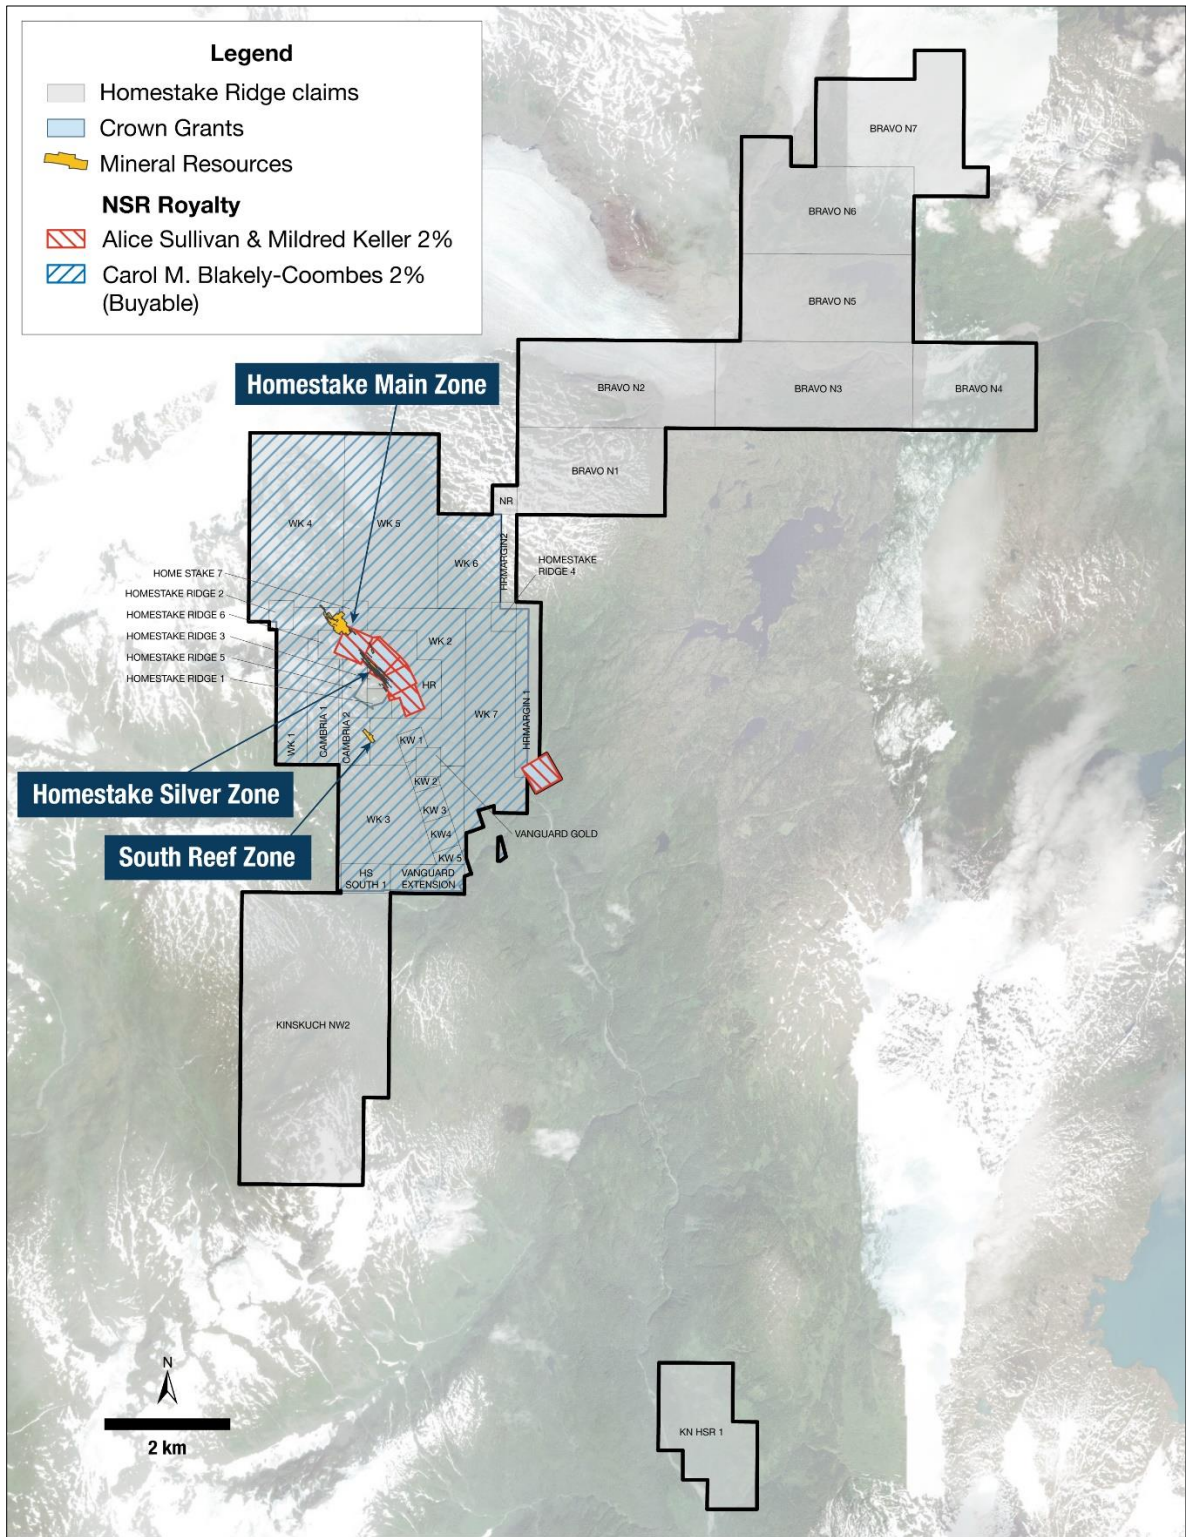 Legend
Homestake Ridge claims
Crown Grants
Mineral Resources
NSR Royalty
Alice Sullivan & Mildred Keller 2%
Carol M. Blakely-Coombes 2%
(Buyable)
BRAVO N7
BRAVO N6
BRAVO N5
BRAVO N2
BRAVO N3
BRAVO N4
Homestake Main Zone
BRAVO N1
NR
WK 4
WK 5
WK 6
HRMARGIN2
HOMESTAKE
RIDGE 4
HOME STAKE 7
HOMESTAKE RIDGE 2
HOMESTAKE RIDGE 6
HOMESTAKE RIDGE 3
HOMESTAKE RIDGE 5
HOMESTAKE RIDGE 1
WK 2
HR
WK 7
HRMARGIN 1
WK 1
CAMBRIA 1
CAMBRIA 2
KW 1
KW 2
KW 3
KW4
KW 5
WK 3
Homestake Silver Zone
South Reef Zone
VANGUARD GOLD
HS
SOUTH 1
VANGUARD
EXTENSION
KINSKUCH NW2
N
2 km
KN HSR 1